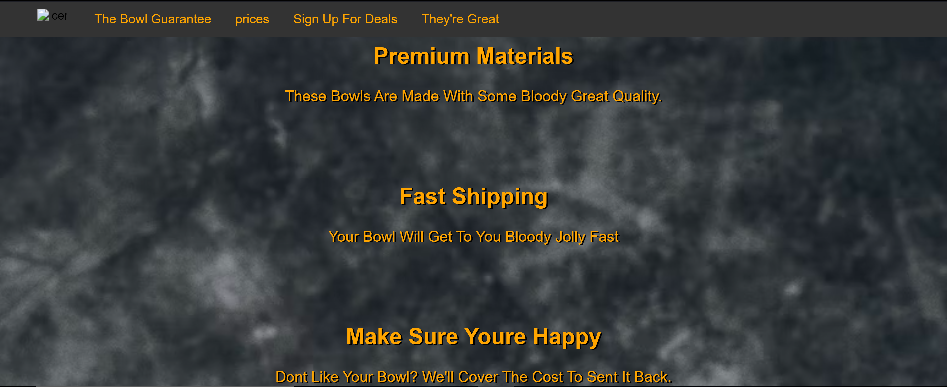 The Bowl Guarantee prices Sign Up For Deals They're Great
Premium Materials
These Bowls Are Made With Some Bloody Great Quality.
Fast Shipping
Your Bowl Will Get To You Bloody Jolly Fast
Make Sure Youre Happy
Dont Like Your Bowl? We'll Cover The Cost To Sent It Back.